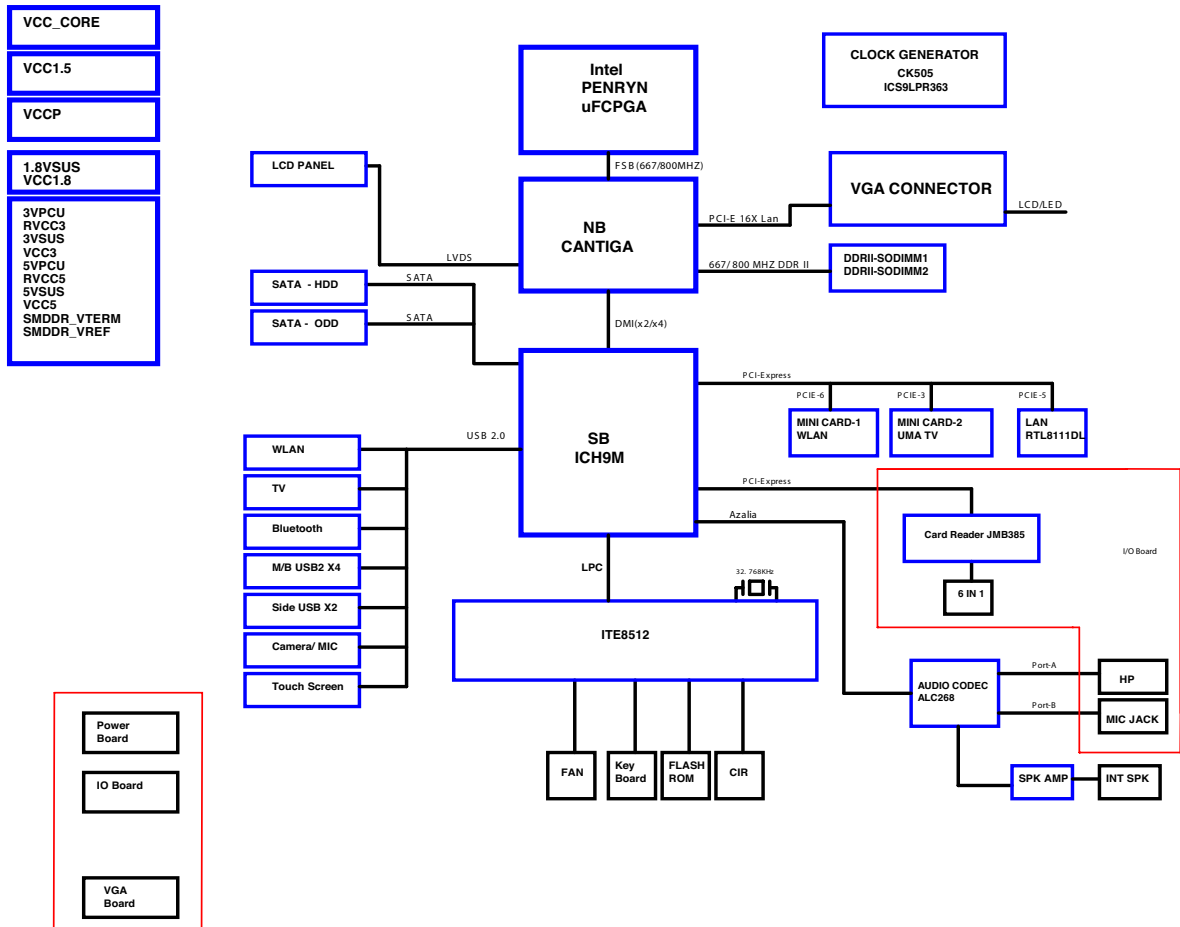 VCC_CORE
VCC1.5
VCCP
1.8VSUS
VCC1.8
3VPCU
RVCC3
3VSUS
VCC3
5VPCU
RVCC5
5VSUS
VCC5
SMDDR_VTERM
SMDDR_VREF
Intel
PENRYN
uFCPGA
CLOCK GENERATOR
CK505
ICS9LPR363
FSB(667/800MHZ)
LCD PANEL
NB
CANTIGA
VGA CONNECTOR
LCD/LED
PCI-E 16X Lan
LVDS
667/ 800 MHZ DDR II
DDRII-SODIMM1
DDRII-SODIMM2
SATA - HDD
SATA
SATA - ODD
SATA
DMI(x2/x4)
SB
ICH9M
PCI-Express
PCIE-6
PCIE-3
PCIE-5
MINI CARD-1
WLAN
MINI CARD-2
UMA TV
LAN
RTL8111DL
USB 2.0
WLAN
TV
Bluetooth
M/B USB2 X4
Side USB X2
Camera/ MIC
Touch Screen
PCI-Express
Azalia
Card Reader JMB385
I/O Board
6 IN 1
LPC
32. 768KHz
ITE8512
FAN
Key
Board
FLASH
ROM
CIR
AUDIO CODEC
ALC268
Port-A
HP
Port-B
MIC JACK
SPK AMP
INT SPK
Power
Board
IO Board
VGA
Board